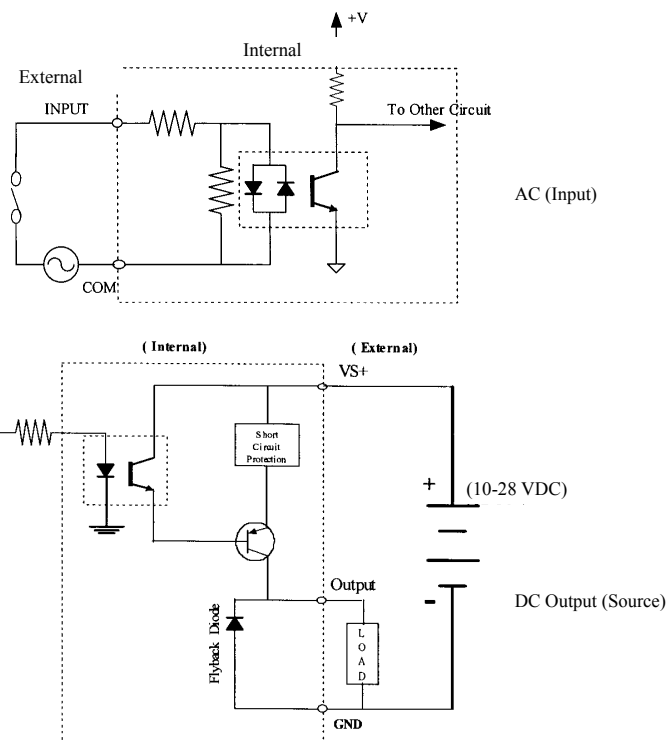 +V
Internal
External
INPUT
To Other Circuit
AC (Input)
COM
( Internal)
( External)
VS+
Short
Circuit
Protection
+
(10-28 VDC)
Output
-
DC Output (Source)
Flyback Diode
L
O
A
D
GND